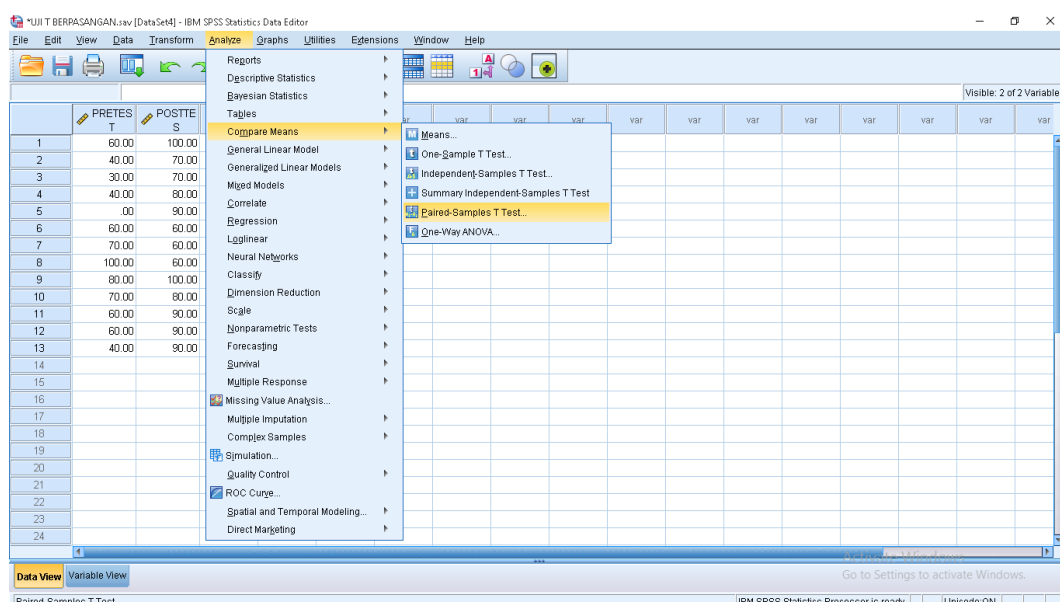 *UJI T BERPASANGAN.sav [DataSet4] - IBM SPSS Statistics Data Editor
File Edit View Data Transform Analyze Graphs Utilities Extensions Window Help
Visible: 2 of 2 Variable
PRETES
T
POSTTE
S
var var var var var var var var var var
1 60.00 100.00
2 40.00 70.00
3 30.00 70.00
4 40.00 80.00
5 .00 90.00
6 60.00 60.00
7 70.00 60.00
8 100.00 60.00
9 80.00 100.00
10 70.00 80.00
11 60.00 90.00
12 60.00 90.00
13 40.00 90.00
14
15
16
17
18
19
20
21
22
23
24
Reports
Descriptive Statistics
Bayesian Statistics
Tables
Compare Means
General Linear Model
Generalized Linear Models
Mixed Models
Correlate
Regression
Loglinear
Neural Networks
Classify
Dimension Reduction
Scale
Nonparametric Tests
Forecasting
Survival
Multiple Response
Missing Value Analysis...
Multiple Imputation
Complex Samples
Simulation...
Quality Control
ROC Curve...
Spatial and Temporal Modeling...
Direct Marketing
Means...
One-Sample T Test...
Independent-Samples T Test...
Summary Independent-Samples T Test
Paired-Samples T Test...
One-Way ANOVA...
Data View Variable View
Activate Windows
Go to Settings to activate Windows.
Paired-Samples T Test... IBM SPSS Statistics Processor is ready Unicode:ON